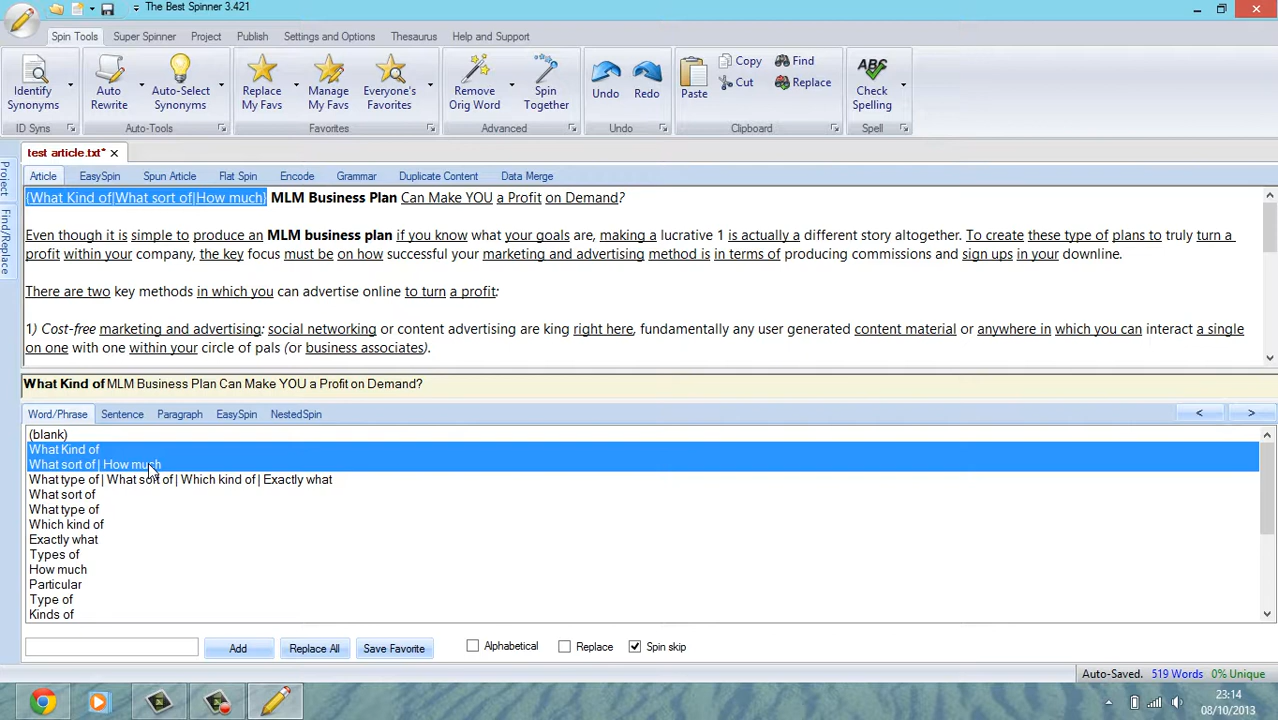 The Best Spinner 3.421
Spin Tools Super Spinner Project Publish Settings and Options Thesaurus Help and Support
Identify Synonyms
Auto Rewrite
Auto-Select Synonyms
Replace My Favs
Manage My Favs
Everyone's Favorites
Remove Orig Word
Spin Together
Undo
Redo
Paste
Copy
Cut
Find
Replace
ABC
Check Spelling
ID Syns Auto-Tools Favorites Advanced Undo Clipboard Spell
test article.txt*
Project
Find/Replace
Article EasySpin Spun Article Flat Spin Encode Grammar Duplicate Content Data Merge
{What Kind of|What sort of|How much} MLM Business Plan Can Make YOU a Profit on Demand?
Even though it is simple to produce an MLM business plan if you know what your goals are, making a lucrative 1 is actually a different story altogether. To create these type of plans to truly turn a
profit within your company, the key focus must be on how successful your marketing and advertising method is in terms of producing commissions and sign ups in your downline.
There are two key methods in which you can advertise online to turn a profit:
1) Cost-free marketing and advertising: social networking or content advertising are king right here, fundamentally any user generated content material or anywhere in which you can interact a single
on one with one within your circle of pals (or business associates).
What Kind of MLM Business Plan Can Make YOU a Profit on Demand?
Word/Phrase Sentence Paragraph EasySpin NestedSpin < >
(blank)
What Kind of
What sort of | How much
What type of | What sort of | Which kind of | Exactly what
What sort of
What type of
Which kind of
Exactly what
Types of
How much
Particular
Type of
Kinds of
Add Replace All Save Favorite Alphabetical Replace Spin skip
Auto-Saved. 519 Words 0% Unique
23:14
08/10/2013